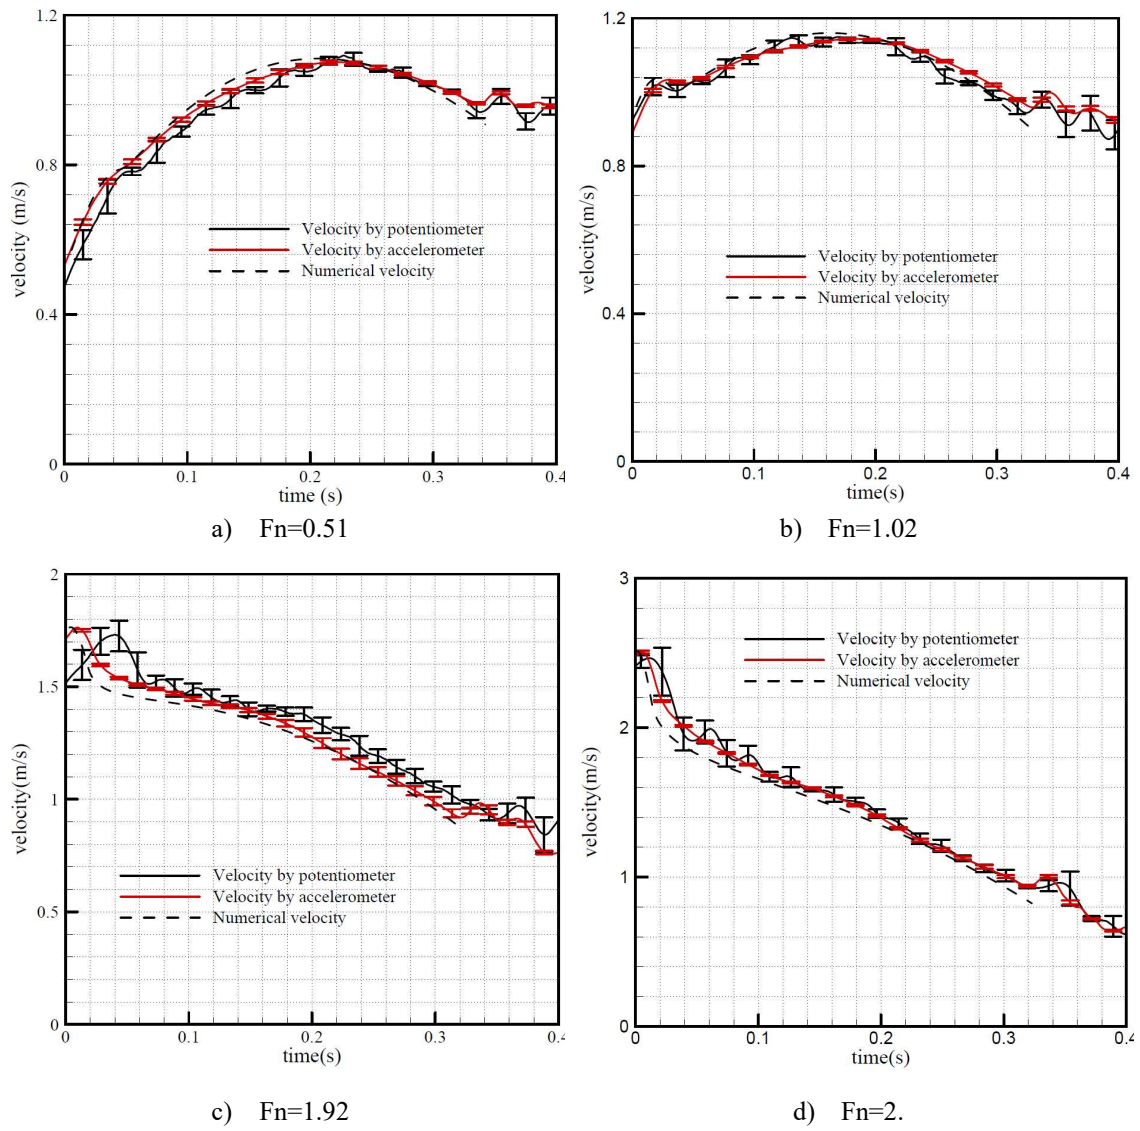 1.2
0.8
0.4
0
velocity (m/s)
Velocity by potentiometer
Velocity by accelerometer
Numerical velocity
0 0.1 0.2 0.3 0.4
time (s)
a) Fn=0.51
1.2
0.8
0.4
0
velocity(m/s)
Velocity by potentiometer
Velocity by accelerometer
Numerical velocity
0 0.1 0.2 0.3 0.4
time(s)
b) Fn=1.02
2
1.5
1
0.5
0
velocity(m/s)
Velocity by potentiometer
Velocity by accelerometer
Numerical velocity
0 0.1 0.2 0.3 0.4
time(s)
c) Fn=1.92
3
2
1
0
velocity(m/s)
Velocity by potentiometer
Velocity by accelerometer
Numerical velocity
0 0.1 0.2 0.3 0.4
time(s)
d) Fn=2.